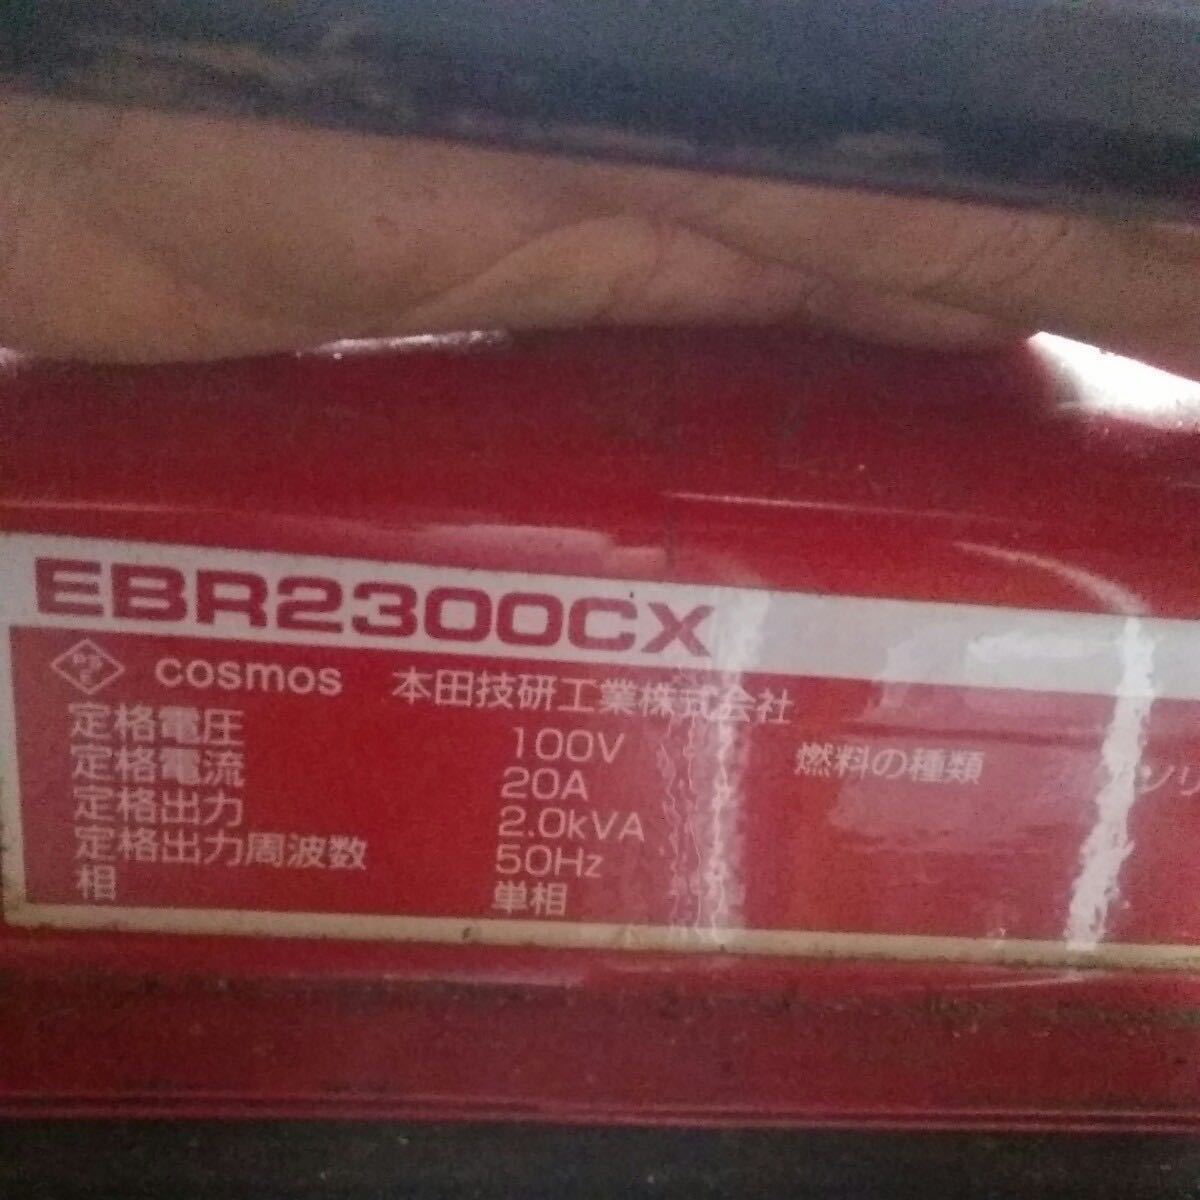 EBR2300CX
cosmos 本田技研工業株式会社
定格電圧 100V 燃料の種類
定格電流 20A
定格出力 2.0kVA
定格出力周波数 50Hz
相 単相